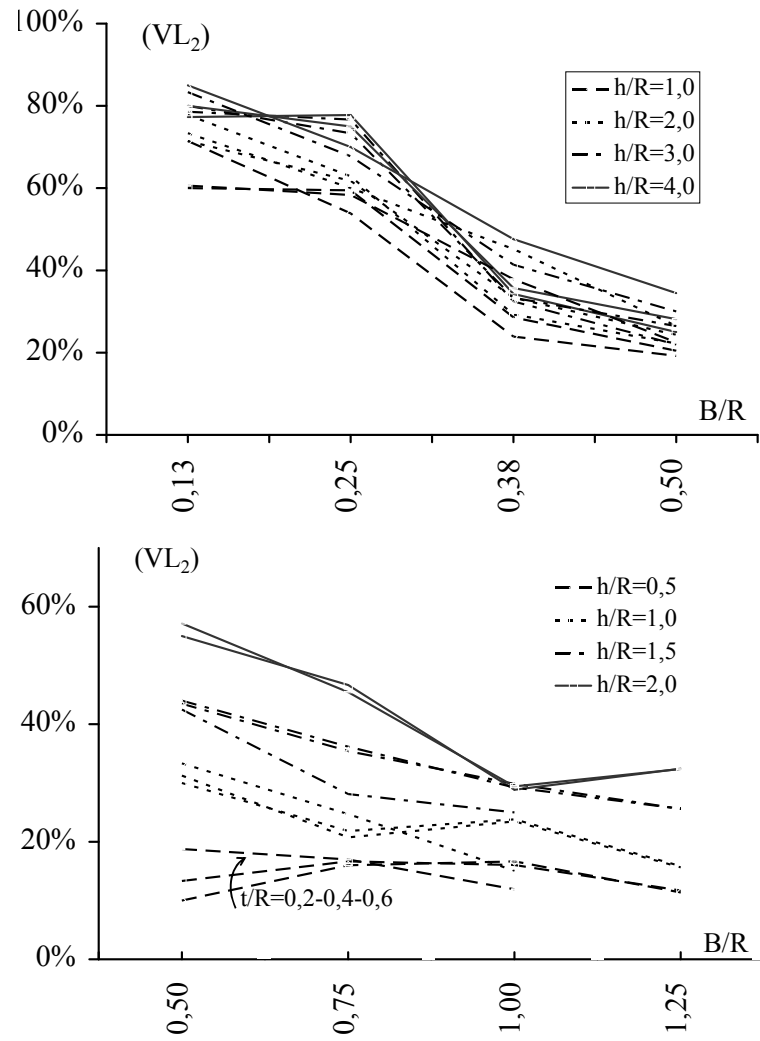 100%
(VL2)
80%
60%
40%
20%
0%
h/R=1,0
h/R=2,0
h/R=3,0
h/R=4,0
B/R
0,13
0,25
0,38
0,50
(VL2)
60%
40%
20%
0%
h/R=0,5
h/R=1,0
h/R=1,5
h/R=2,0
t/R=0,2-0,4-0,6
B/R
0,50
0,75
1,00
1,25